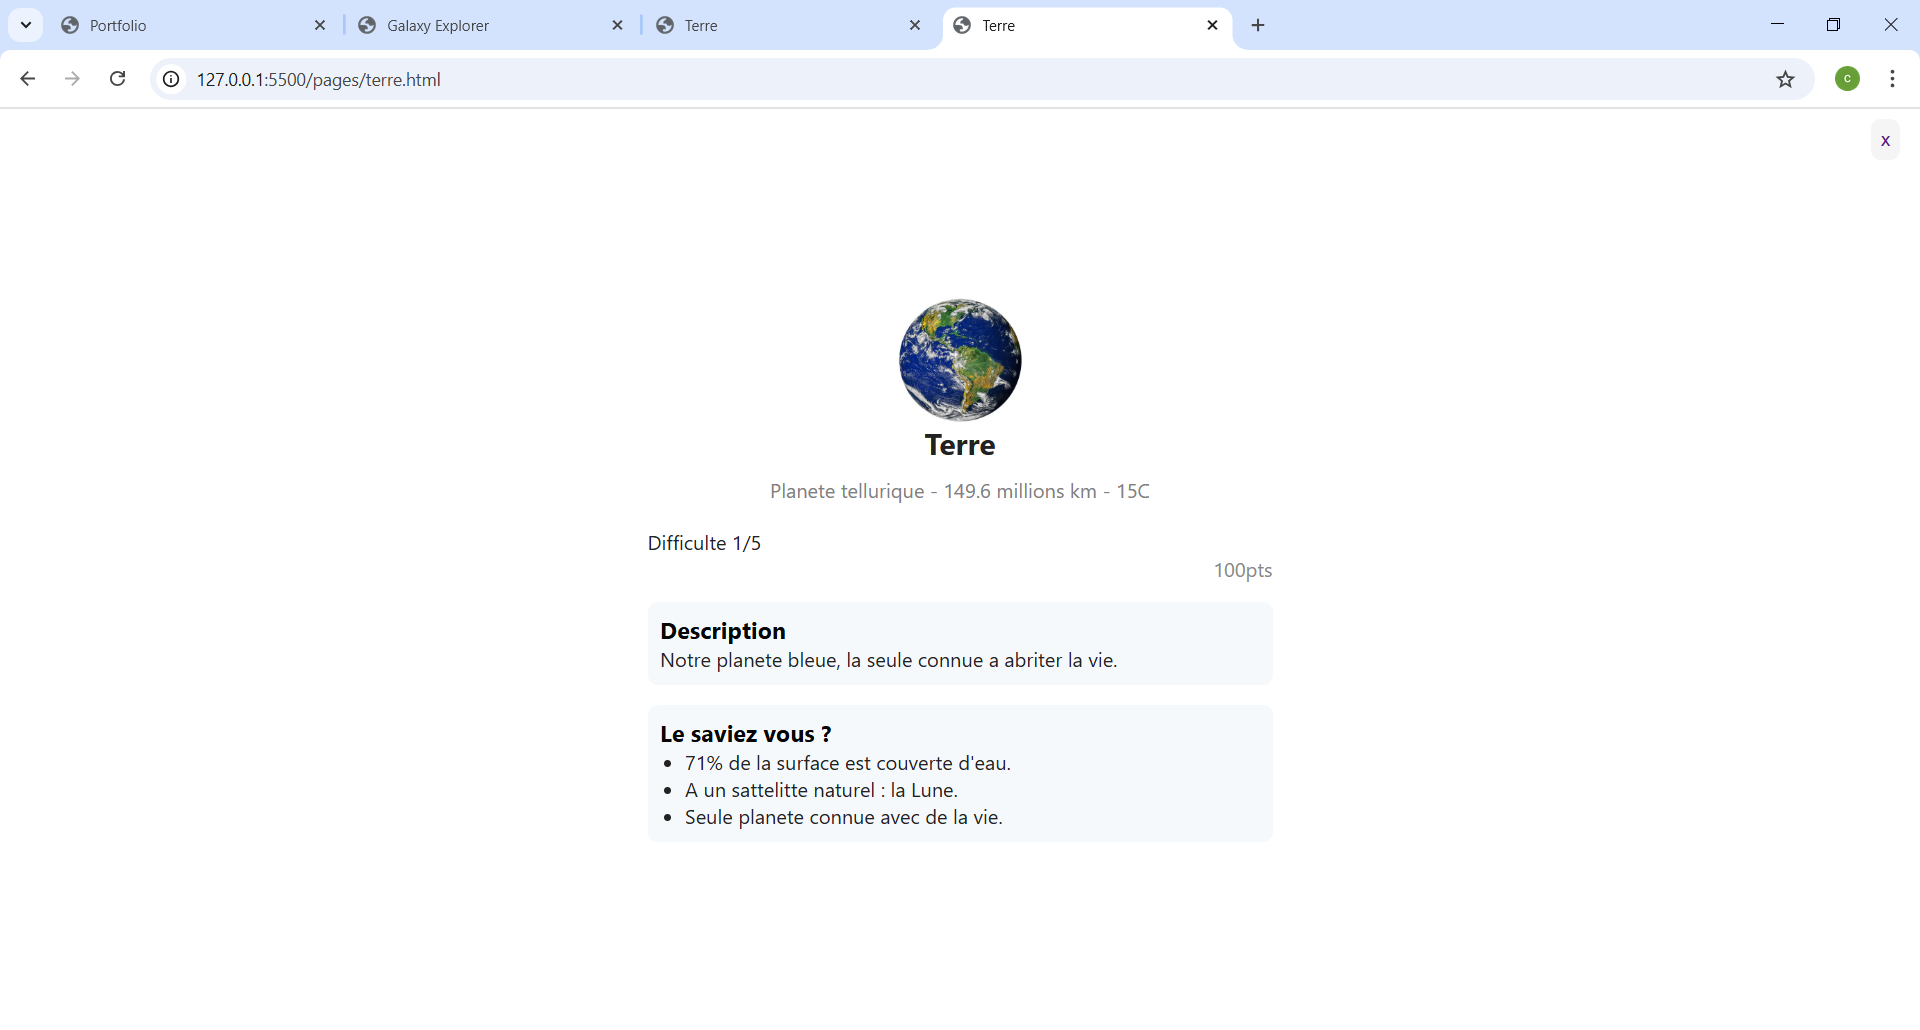 Portfolio
Galaxy Explorer
Terre
Terre
127.0.0.1:5500/pages/terre.html
c
x
Terre
Planete tellurique - 149.6 millions km - 15C
Difficulte 1/5
100pts
Description
Notre planete bleue, la seule connue a abriter la vie.
Le saviez vous ?
• 71% de la surface est couverte d'eau.
• A un sattelitte naturel : la Lune.
• Seule planete connue avec de la vie.